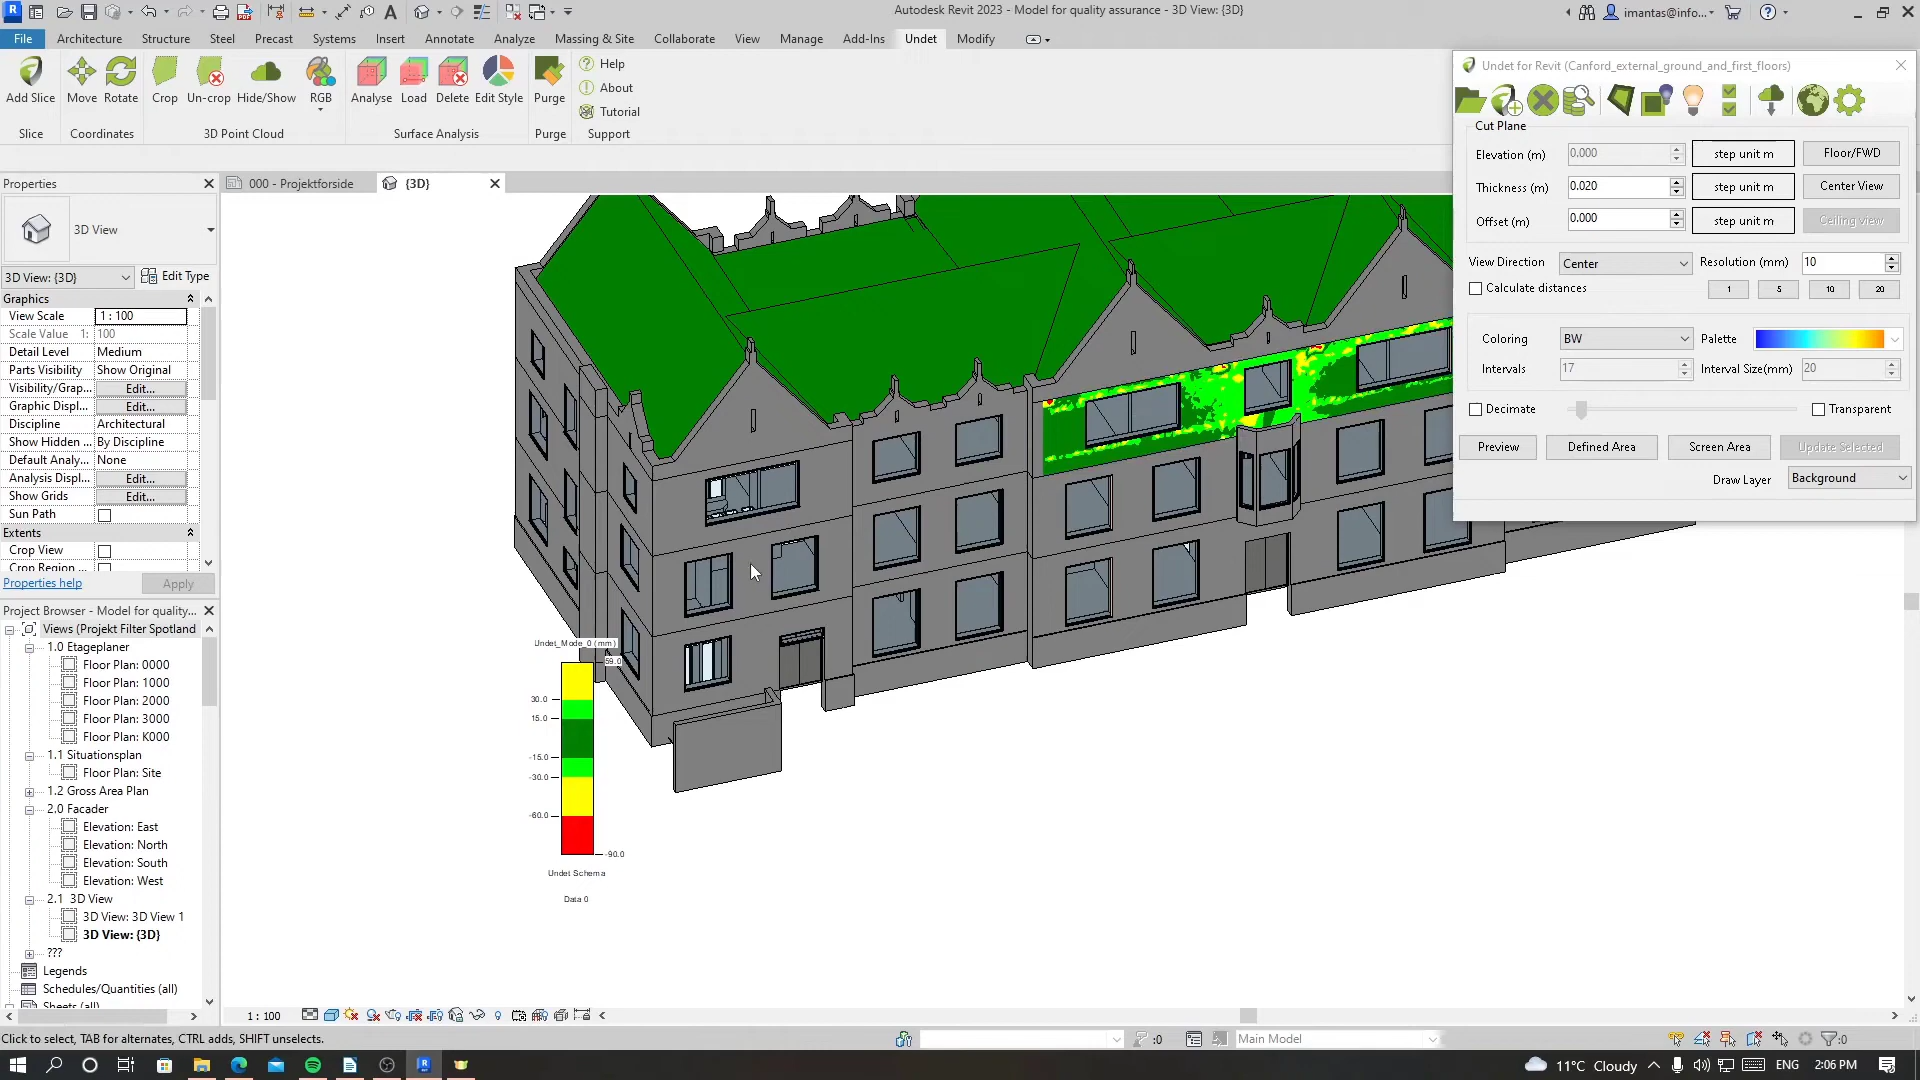 Autodesk Revit 2023 - Model for quality assurance - 3D View: {3D}
imantas@info...
File Architecture Structure Steel Precast Systems Insert Annotate Analyze Massing & Site Collaborate View Manage Add-Ins Undet Modify
Add Slice Move Rotate Crop Un-crop Hide/Show RGB Analyse Load Delete Edit Style Purge
Help
About
Tutorial
Slice Coordinates 3D Point Cloud Surface Analysis Purge Support
Properties
000 - Projektforside
{3D}
3D View
3D View: {3D}
Edit Type
Graphics
View Scale 1 : 100
Scale Value 1: 100
Detail Level Medium
Parts Visibility Show Original
Visibility/Grap... Edit...
Graphic Displ... Edit...
Discipline Architectural
Show Hidden ... By Discipline
Default Analy... None
Analysis Displ... Edit...
Show Grids Edit...
Sun Path
Extents
Crop View
Crop Region
Properties help
Apply
Project Browser - Model for quality...
Views (Projekt Filter Spotland
1.0 Etageplaner
Floor Plan: 0000
Floor Plan: 1000
Floor Plan: 2000
Floor Plan: 3000
Floor Plan: K000
1.1 Situationsplan
Floor Plan: Site
1.2 Gross Area Plan
2.0 Facader
Elevation: East
Elevation: North
Elevation: South
Elevation: West
2.1 3D View
3D View: 3D View 1
3D View: {3D}
???
Legends
Schedules/Quantities (all)
Sheets (all)
Undet_Mode_0 (mm)
59.0
30.0
15.0
-15.0
-30.0
-60.0
-90.0
Undet Schema
Data 0
Undet for Revit (Canford_external_ground_and_first_floors)
Cut Plane
Elevation (m) 0.000 step unit m Floor/FWD
Thickness (m) 0.020 step unit m Center View
Offset (m) 0.000 step unit m Ceiling view
View Direction Center Resolution (mm) 10
Calculate distances 1 5 10 20
Coloring BW Palette
Intervals 17 Interval Size(mm) 20
Decimate Transparent
Preview Defined Area Screen Area Update Selected
Draw Layer Background
1 : 100
Click to select, TAB for alternates, CTRL adds, SHIFT unselects.
:0
Main Model
:0
11°C Cloudy
ENG
2:06 PM